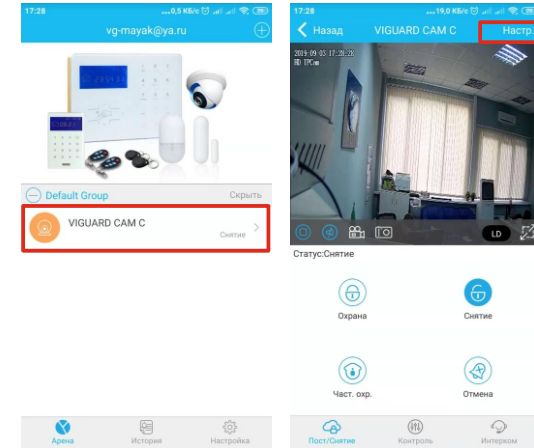 17:28
...0,5 КБ/с
vg-mayak@ya.ru
Default Group
Скрыть
VIGUARD CAM C
Снятие
Арена
История
Настройка
17:28
...19,0 КБ/с
Назад
VIGUARD CAM C
Настр.
2019-09-03 17:28:28
HD IPCam
LD
Статус:Снятие
Охрана
Снятие
Част. охр.
Отмена
Пост/Снятие
Контроль
Интерком